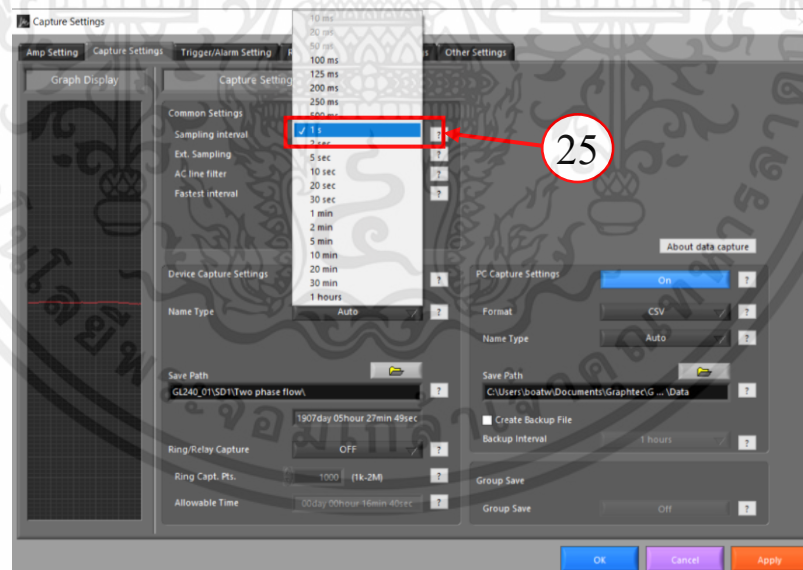 Capture Settings
Amp Setting Capture Settings Trigger/Alarm Setting Other Settings
Graph Display
Capture Setting
10 ms
20 ms
50 ms
100 ms
125 ms
200 ms
250 ms
500 ms
✓ 1 s
2 sec
5 sec
10 sec
20 sec
30 sec
1 min
2 min
5 min
10 min
20 min
30 min
1 hours
Common Settings
Sampling interval ?
Ext. Sampling ?
AC line filter ?
Fastest interval ?
25
About data capture
Device Capture Settings ?
Name Type Auto ?
Save Path
GL240_01\SD1\Two phase flow\ ?
1907day 05hour 27min 49sec
Ring/Relay Capture OFF ?
Ring Capt. Pts. 1000 (1k-2M) ?
Allowable Time 00day 00hour 16min 40sec ?
PC Capture Settings On ?
Format CSV ?
Name Type Auto ?
Save Path
C:\Users\boatw\Documents\Graphtec\G ... \Data ?
Create Backup File
Backup Interval 1 hours ?
Group Save
Group Save Off ?
OK Cancel Apply